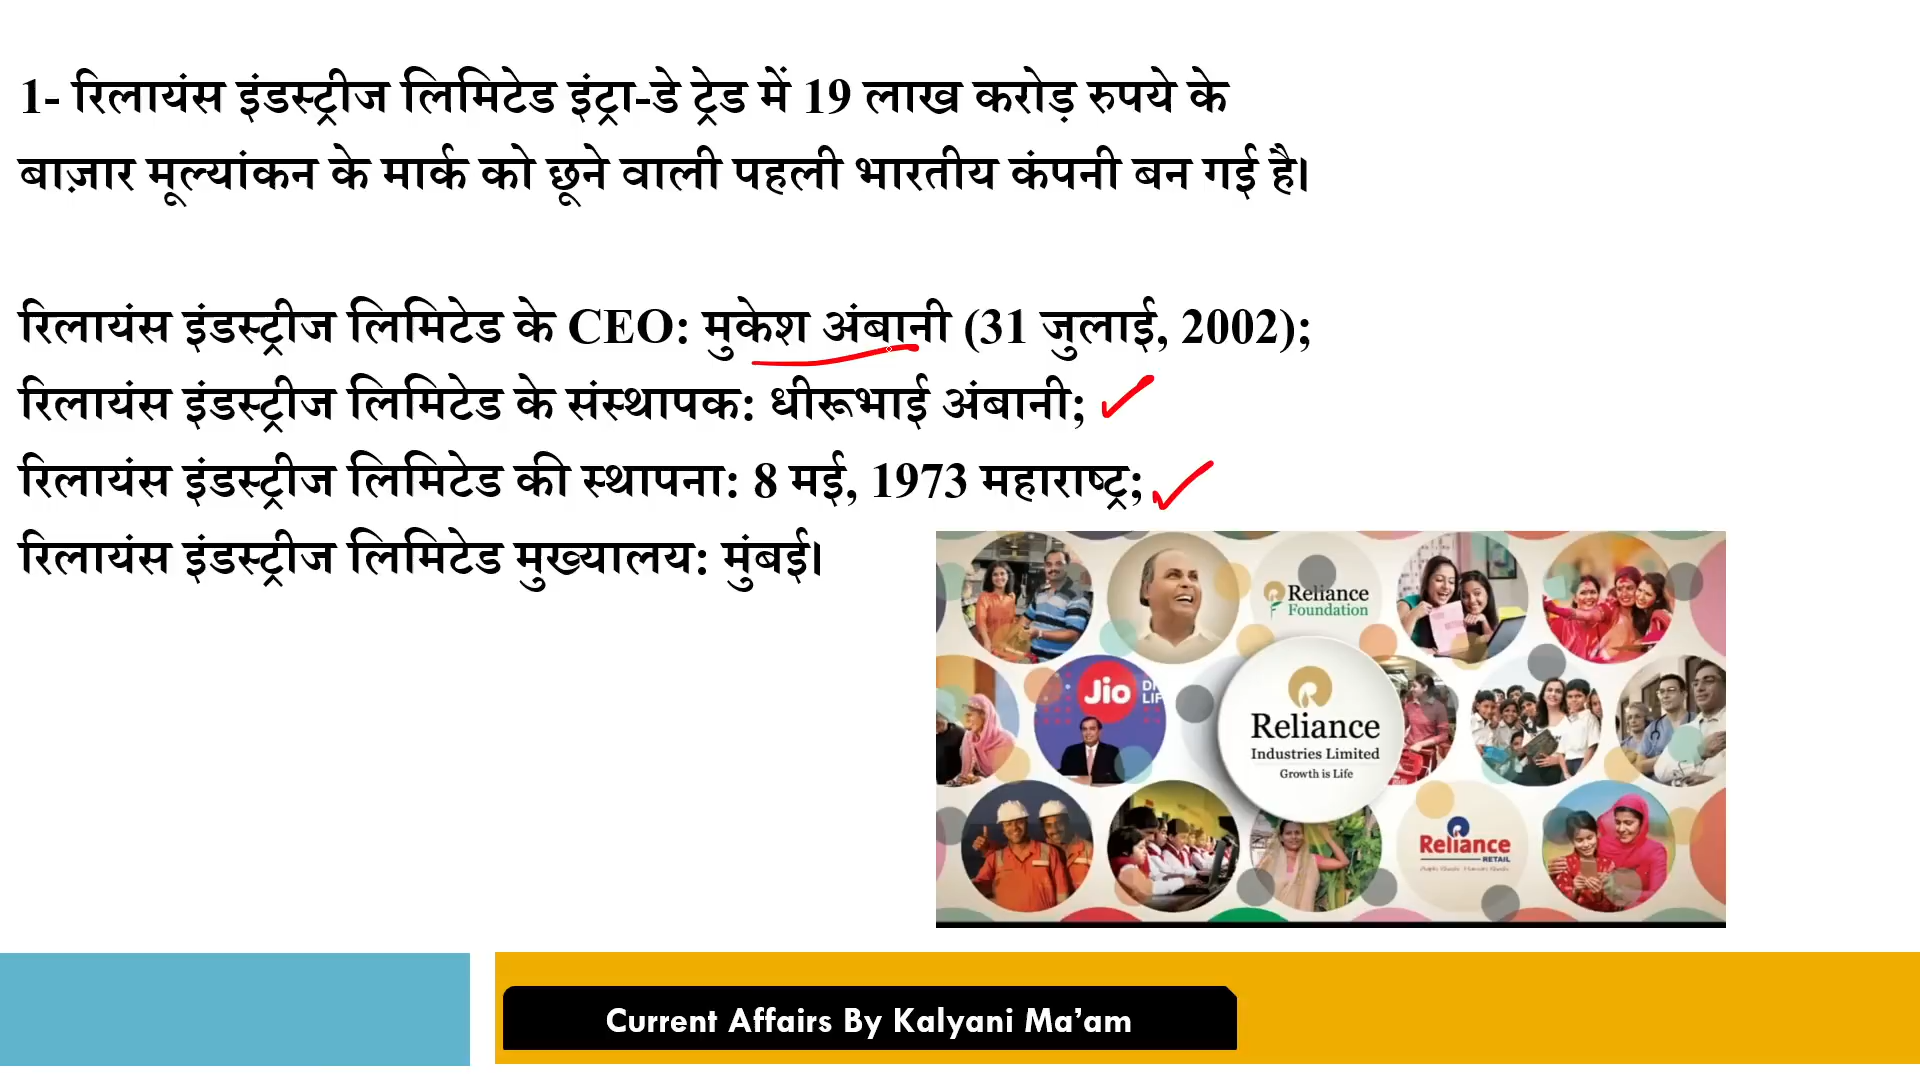 1- रिलायंस इंडस्ट्रीज लिमिटेड इंट्रा-डे ट्रेड में 19 लाख करोड़ रुपये के
बाज़ार मूल्यांकन के मार्क को छूने वाली पहली भारतीय कंपनी बन गई है।
रिलायंस इंडस्ट्रीज लिमिटेड के CEO: मुकेश अंबानी (31 जुलाई, 2002);
रिलायंस इंडस्ट्रीज लिमिटेड के संस्थापक: धीरूभाई अंबानी;
रिलायंस इंडस्ट्रीज लिमिटेड की स्थापना: 8 मई, 1973 महाराष्ट्र;
रिलायंस इंडस्ट्रीज लिमिटेड मुख्यालय: मुंबई।
Reliance
Foundation
Jio
Reliance
Industries Limited
Growth is Life
Reliance
RETAIL
Current Affairs By Kalyani Ma’am